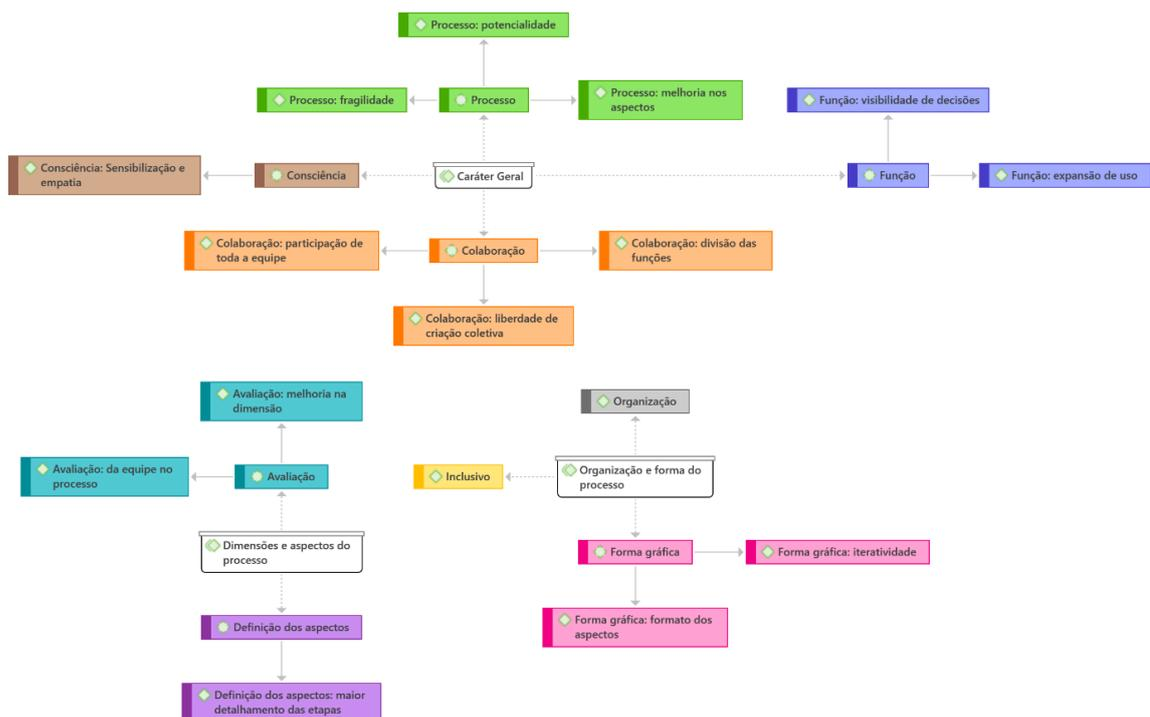 Processo: potencialidade
Processo: fragilidade
Processo
Processo: melhoria nos
aspectos
Função: visibilidade de decisões
Consciência: Sensibilização e
empatia
Consciência
Caráter Geral
Função
Função: expansão de uso
Colaboração: participação de
toda a equipe
Colaboração
Colaboração: divisão das
funções
Colaboração: liberdade de
criação coletiva
Avaliação: melhoria na
dimensão
Organização
Avaliação: da equipe no
processo
Avaliação
Inclusivo
Organização e forma do
processo
Dimensões e aspectos do
processo
Forma gráfica
Forma gráfica: iteratividade
Definição dos aspectos
Forma gráfica: formato dos
aspectos
Definição dos aspectos: maior
detalhamento das etapas